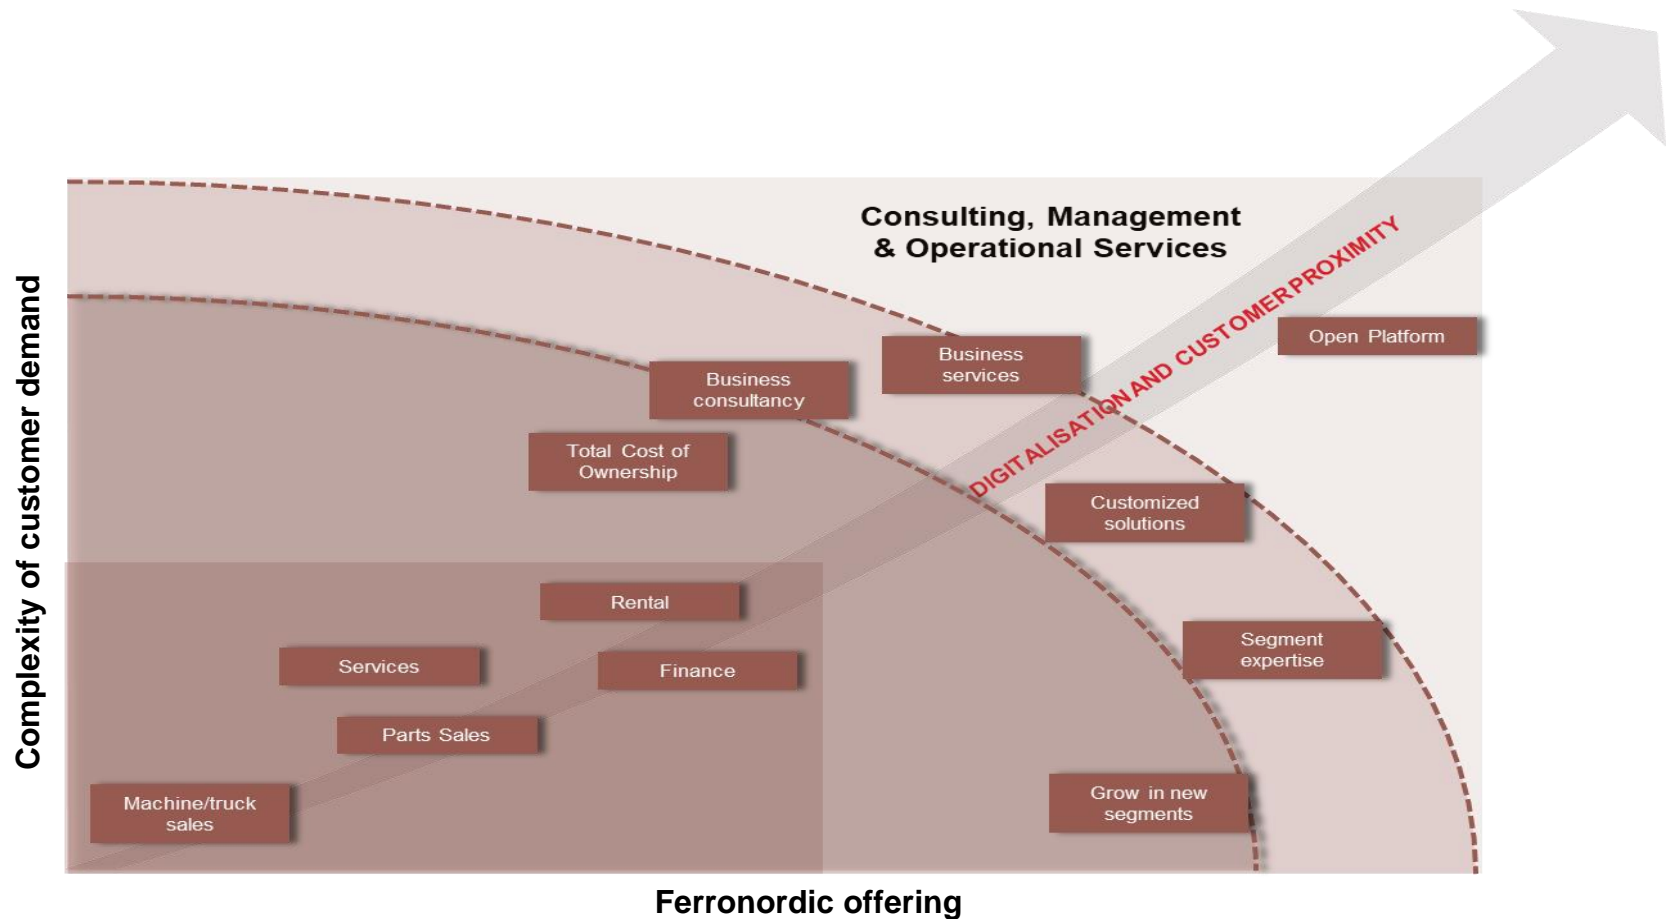 Consulting, Management
& Operational Services
DIGITALISATION AND CUSTOMER PROXIMITY
Open Platform
Business
services
Business
consultancy
Total Cost of
Ownership
Customized
solutions
Rental
Segment
expertise
Services
Finance
Parts Sales
Machine/truck
sales
Grow in new
segments
Complexity of customer demand
Ferronordic offering